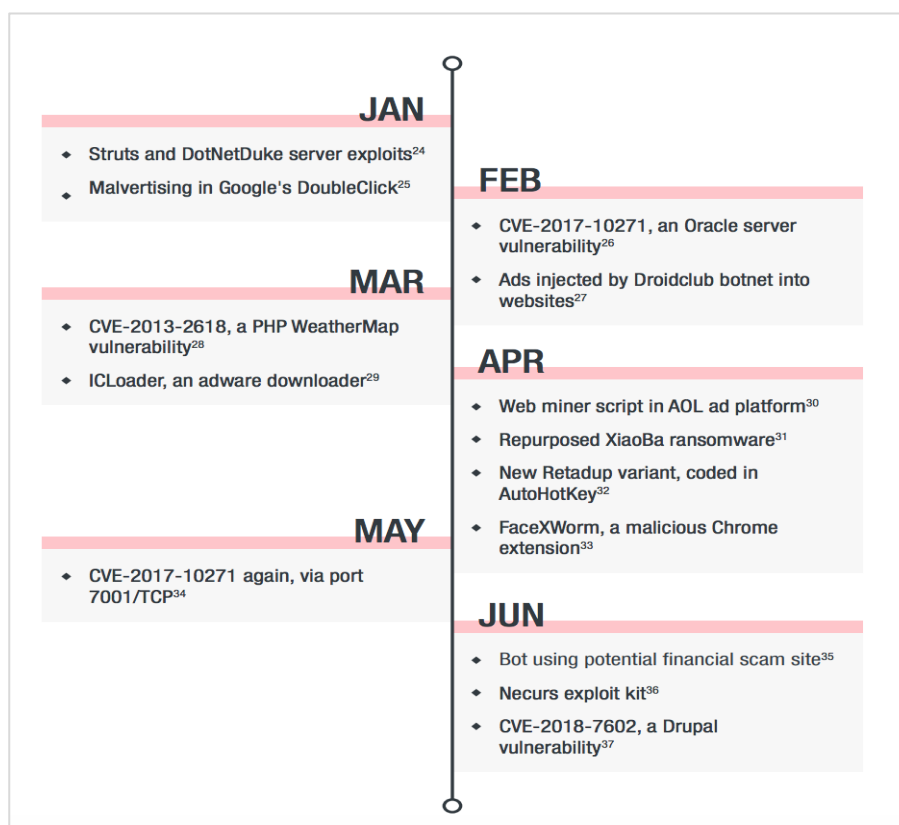 JAN
◆ Struts and DotNetDuke server exploits²⁴
◆ Malvertising in Google's DoubleClick²⁵
FEB
◆ CVE-2017-10271, an Oracle server
vulnerability²⁶
◆ Ads injected by Droidclub botnet into
websites²⁷
MAR
◆ CVE-2013-2618, a PHP WeatherMap
vulnerability²⁸
◆ ICLoader, an adware downloader²⁹
APR
◆ Web miner script in AOL ad platform³⁰
◆ Repurposed XiaoBa ransomware³¹
◆ New Retadup variant, coded in
AutoHotKey³²
◆ FaceXWorm, a malicious Chrome
extension³³
MAY
◆ CVE-2017-10271 again, via port
7001/TCP³⁴
JUN
◆ Bot using potential financial scam site³⁵
◆ Necurs exploit kit³⁶
◆ CVE-2018-7602, a Drupal
vulnerability³⁷